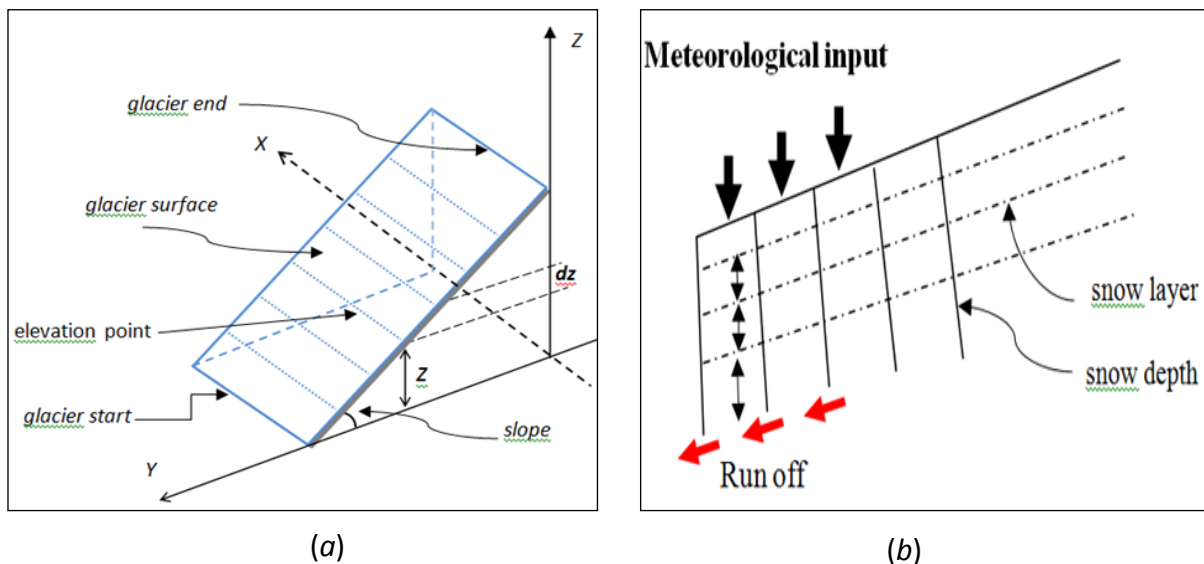 Z
glacier end
X
glacier surface
dz
elevation point
Z
glacier start
slope
Y
(a)
Meteorological input
snow layer
snow depth
Run off
(b)